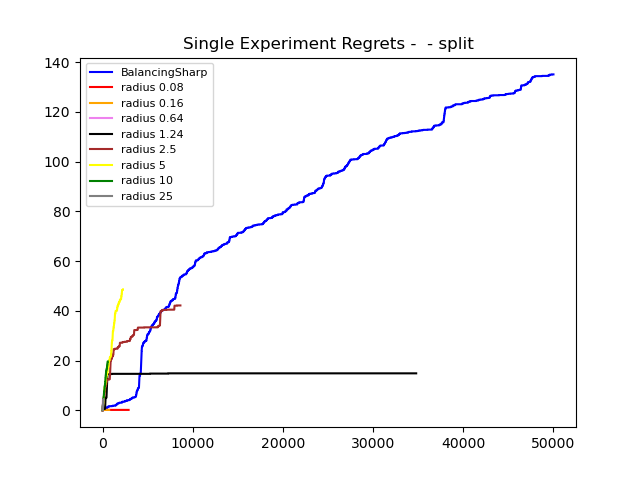 Single Experiment Regrets -  - split
140
120
100
80
60
40
20
0
BalancingSharp
radius 0.08
radius 0.16
radius 0.64
radius 1.24
radius 2.5
radius 5
radius 10
radius 25
0 10000 20000 30000 40000 50000